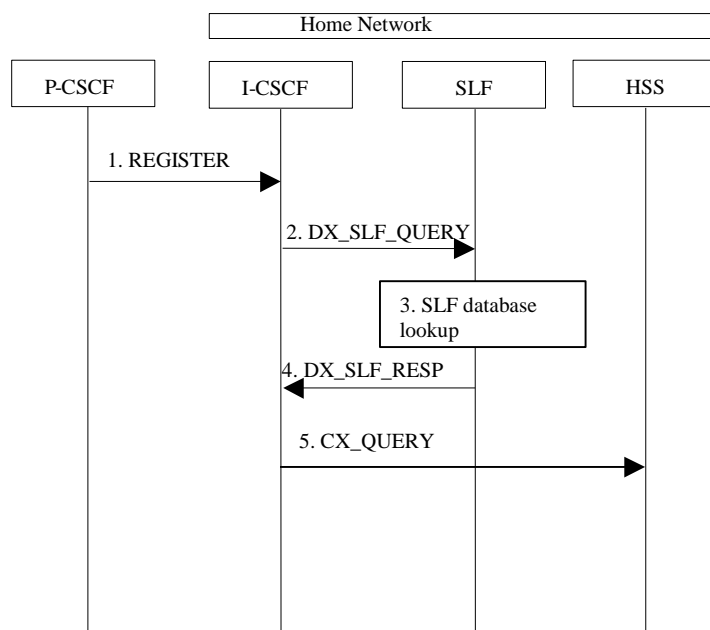 Home Network
P-CSCF
I-CSCF
SLF
HSS
1. REGISTER
2. DX_SLF_QUERY
3. SLF database
lookup
4. DX_SLF_RESP
5. CX_QUERY